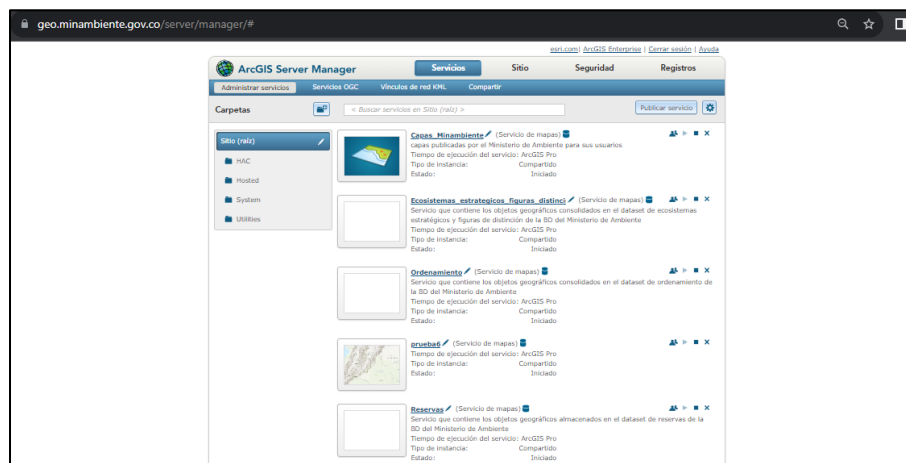 geo.minambiente.gov.co/server/manager/#
esri.com| ArcGIS Enterprise | Cerrar sesión | Ayuda
ArcGIS Server Manager
Servicios Sitio Seguridad Registros
Administrar servicios Servicios OGC Vínculos de red KML Compartir
Carpetas
< Buscar servicios en Sitio (raíz) >
Publicar servicio
Sitio (raíz)
HAC
Hosted
System
Utilities
Capas_Minambiente (Servicio de mapas)
capas publicadas por el Ministerio de Ambiente para sus usuarios
Tiempo de ejecución del servicio: ArcGIS Pro
Tipo de instancia: Compartido
Estado: Iniciado
Ecosistemas_estrategicos_figuras_distinci (Servicio de mapas)
Servicio que contiene los objetos geográficos consolidados en el dataset de ecosistemas
estratégicos y figuras de distinción de la BD del Ministerio de Ambiente
Tiempo de ejecución del servicio: ArcGIS Pro
Tipo de instancia: Compartido
Estado: Iniciado
Ordenamiento (Servicio de mapas)
Servicio que contiene los objetos geográficos consolidados en el dataset de ordenamiento de
la BD del Ministerio de Ambiente
Tiempo de ejecución del servicio: ArcGIS Pro
Tipo de instancia: Compartido
Estado: Iniciado
prueba6 (Servicio de mapas)
Tiempo de ejecución del servicio: ArcGIS Pro
Tipo de instancia: Compartido
Estado: Iniciado
Reservas (Servicio de mapas)
Servicio que contiene los objetos geográficos almacenados en el dataset de reservas de la
BD del Ministerio de Ambiente
Tiempo de ejecución del servicio: ArcGIS Pro
Tipo de instancia: Compartido
Estado: Iniciado